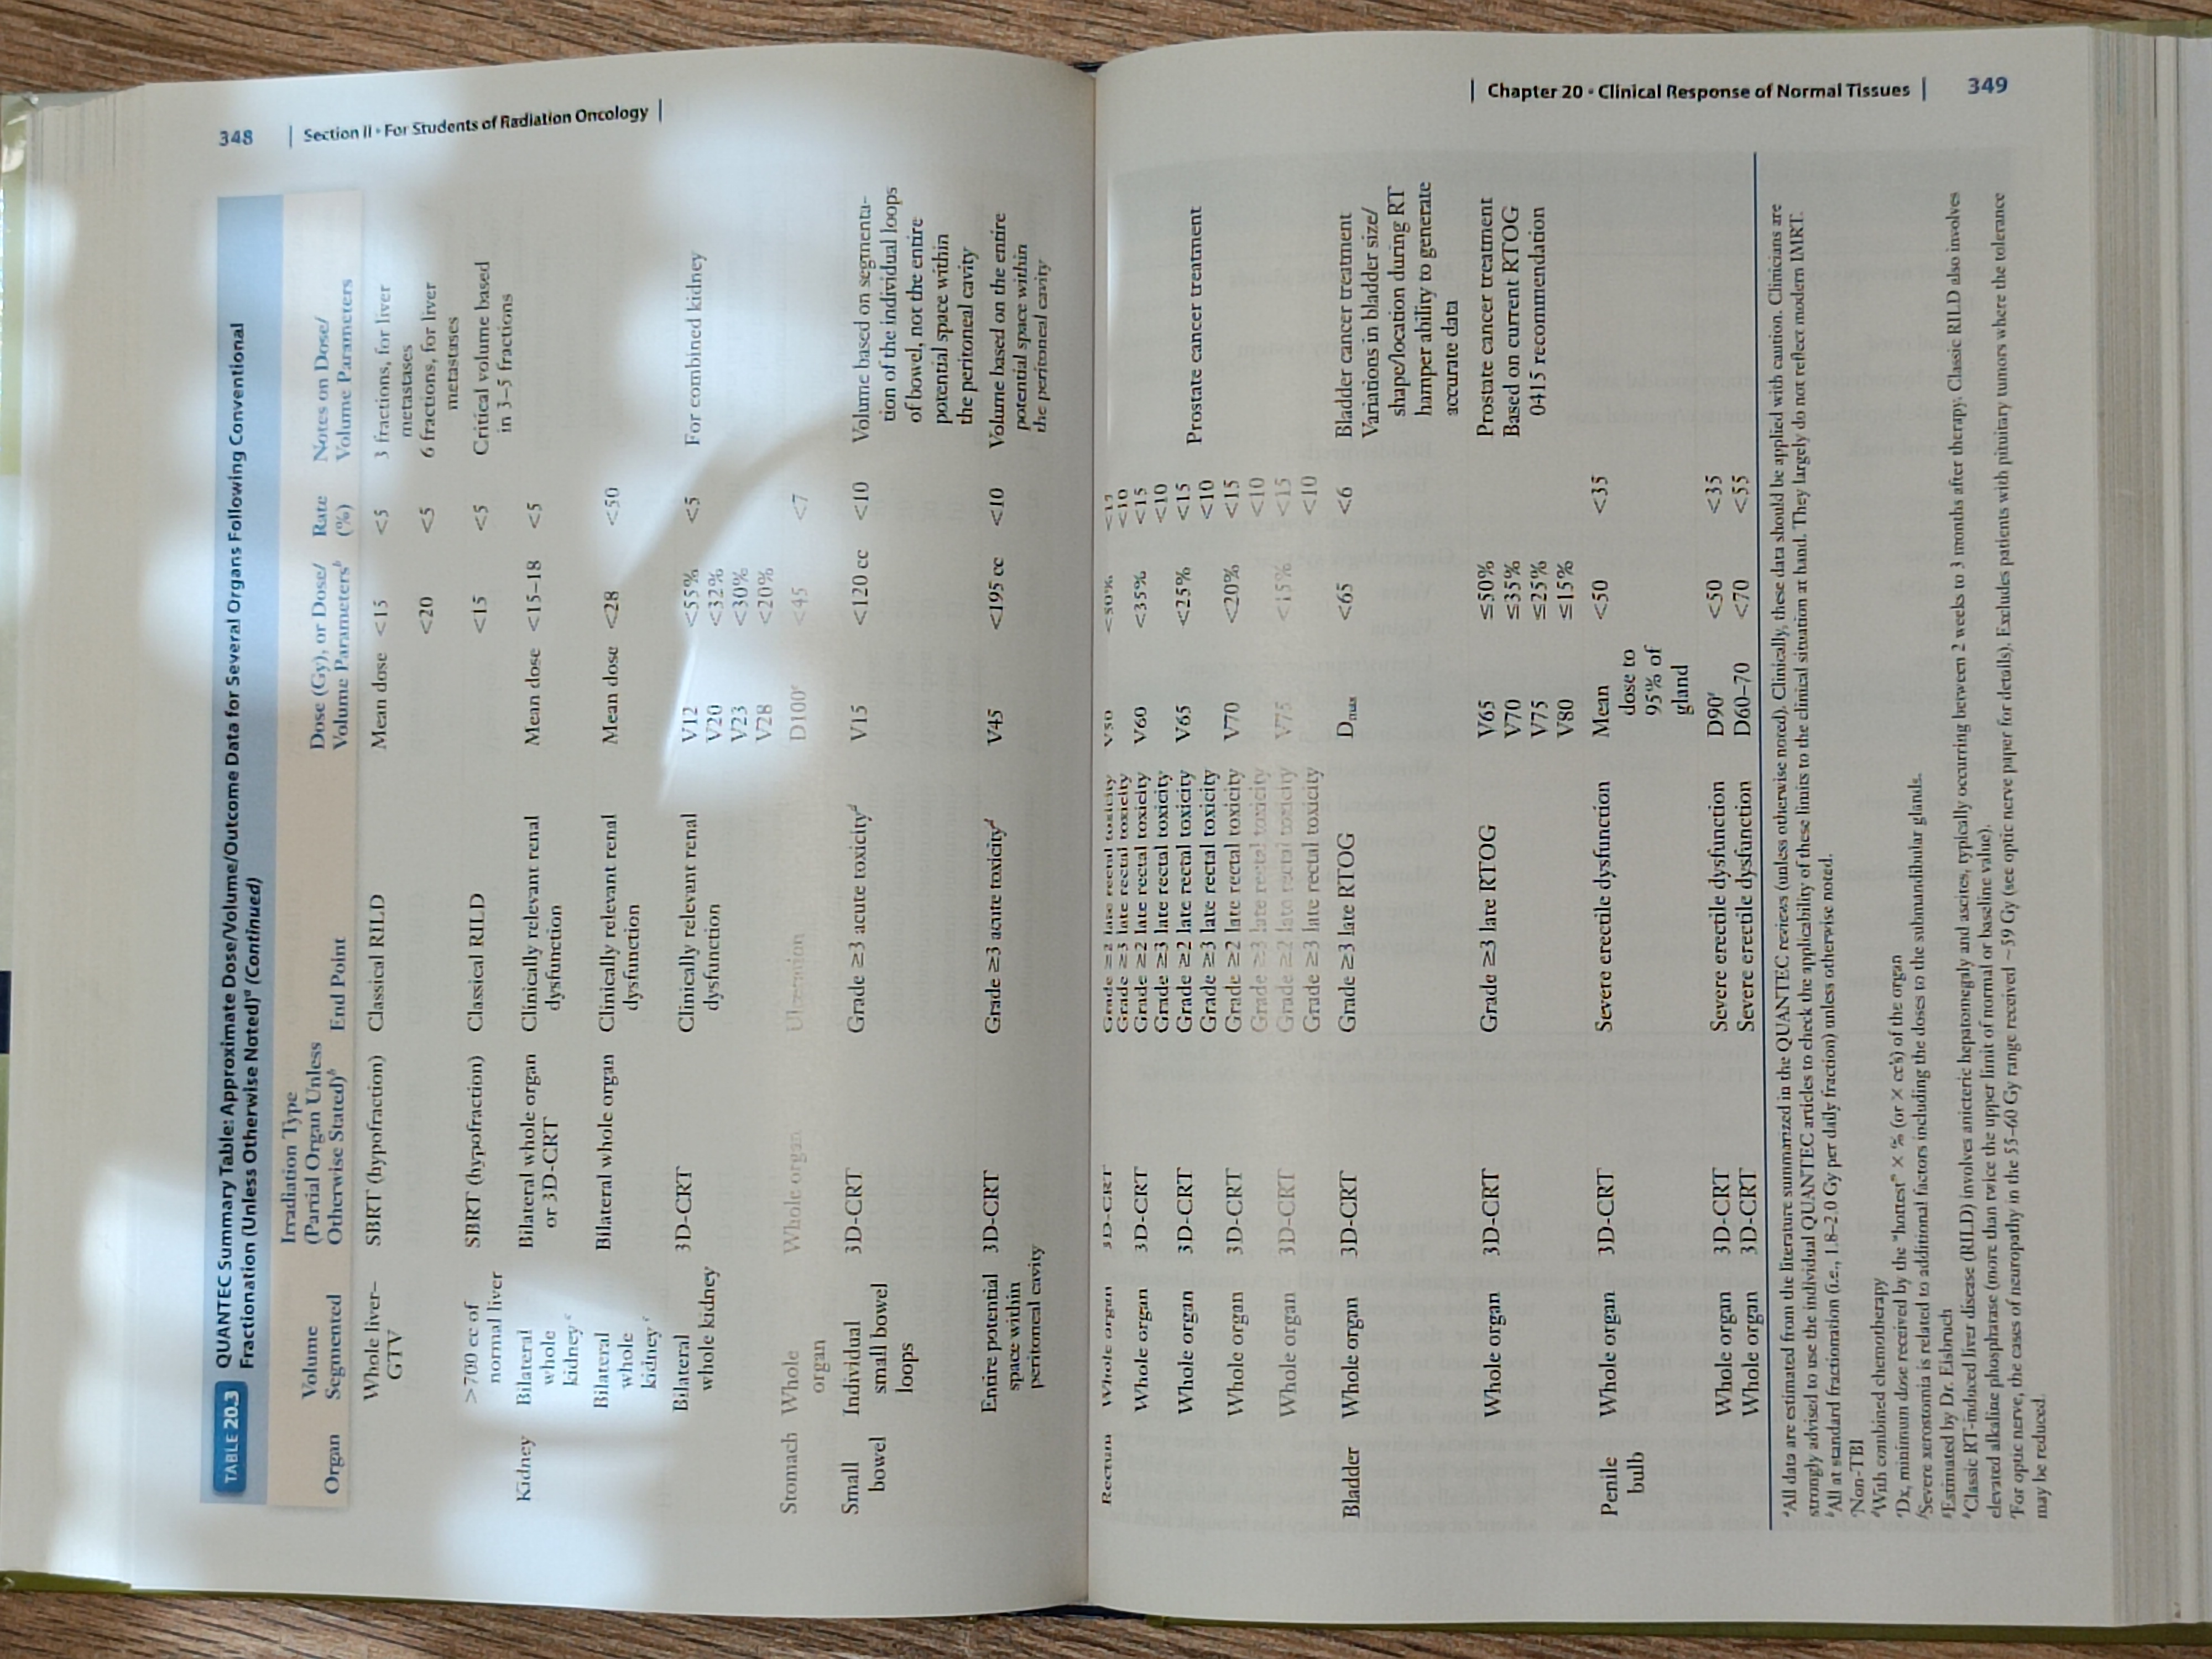 348 | Section II • For Students of Radiation Oncology |
TABLE 20.3 QUANTEC Summary Table: Approximate Dose/Volume/Outcome Data for Several Organs Following Conventional
Fractionation (Unless Otherwise Noted)ᵃ (Continued)
Organ Volume Segmented Irradiation Type (Partial Organ Unless Otherwise Stated)ᵇ End Point Dose (Gy), or Dose/ Volume Parametersᵇ Rate (%) Notes on Dose/ Volume Parameters
Whole liver– SBRT (hypofraction) Classical RILD Mean dose <15 <5 3 fractions, for liver
GTV metastases
<20 <5 6 fractions, for liver
metastases
>700 cc of SBRT (hypofraction) Classical RILD <15 <5 Critical volume based
normal liver in 3–5 fractions
Kidney Bilateral Bilateral whole organ Clinically relevant renal Mean dose <15–18 <5
whole or 3D-CRT dysfunction
kidneyᶜ
Bilateral Bilateral whole organ Clinically relevant renal Mean dose <28 <50
whole dysfunction
kidneyᶜ
Bilateral 3D-CRT Clinically relevant renal V12 <55% <5 For combined kidney
whole kidney dysfunction V20 <32%
V23 <30%
V28 <20%
Stomach Whole Whole organ Ulceration D100ᵉ <45 <7
organ
Small Individual 3D-CRT Grade ≥3 acute toxicityᵈ V15 <120 cc <10 Volume based on segmenta-
bowel small bowel tion of the individual loops
loops of bowel, not the entire
potential space within
the peritoneal cavity
Entire potential 3D-CRT Grade ≥3 acute toxicityᵈ V45 <195 cc <10 Volume based on the entire
space within potential space within
peritoneal cavity the peritoneal cavity
| Chapter 20 • Clinical Response of Normal Tissues | 349
Rectum Whole organ 3D-CRT Grade ≥2 late rectal toxicity V50 <50%
Grade ≥3 late rectal toxicity <10
Whole organ 3D-CRT Grade ≥2 late rectal toxicity V60 <35% <15
Grade ≥3 late rectal toxicity <10
Whole organ 3D-CRT Grade ≥2 late rectal toxicity V65 <25% <15 Prostate cancer treatment
Grade ≥3 late rectal toxicity <10
Whole organ 3D-CRT Grade ≥2 late rectal toxicity V70 <20% <15
Grade ≥3 late rectal toxicity <10
Whole organ 3D-CRT Grade ≥2 late rectal toxicity V75 <15% <15
Grade ≥3 late rectal toxicity <10
Bladder Whole organ 3D-CRT Grade ≥3 late RTOG Dmax <65 <6 Bladder cancer treatment
Variations in bladder size/
shape/location during RT
hamper ability to generate
accurate data
Whole organ 3D-CRT Grade ≥3 late RTOG V65 ≤50% Prostate cancer treatment
V70 ≤35% Based on current RTOG
V75 ≤25% 0415 recommendation
V80 ≤15%
Penile Whole organ 3D-CRT Severe erectile dysfunction Mean <50 <35
bulb dose to
95% of
gland
Whole organ 3D-CRT Severe erectile dysfunction D90ᵉ <50 <35
Whole organ 3D-CRT Severe erectile dysfunction D60–70 <70 <55
ᵃAll data are estimated from the literature summarized in the QUANTEC reviews (unless otherwise noted). Clinically, these data should be applied with caution. Clinicians are
strongly advised to use the individual QUANTEC articles to check the applicability of these limits to the clinical situation at hand. They largely do not reflect modern IMRT.
ᵇAll at standard fractionation (i.e., 1.8–2.0 Gy per daily fraction) unless otherwise noted.
ᶜNon-TBI
ᵈWith combined chemotherapy
ᵉDx, minimum dose received by the "hottest" × % (or × cc's) of the organ
ᶠSevere xerostomia is related to additional factors including the doses to the submandibular glands.
ᵍEstimated by Dr. Eisbruch
ʰClassic RT-induced liver disease (RILD) involves anicteric hepatomegaly and ascites, typically occurring between 2 weeks to 3 months after therapy. Classic RILD also involves
elevated alkaline phosphatase (more than twice the upper limit of normal or baseline value).
ⁱFor optic nerve, the cases of neuropathy in the 55–60 Gy range received ~59 Gy (see optic nerve paper for details). Excludes patients with pituitary tumors where the tolerance
may be reduced.